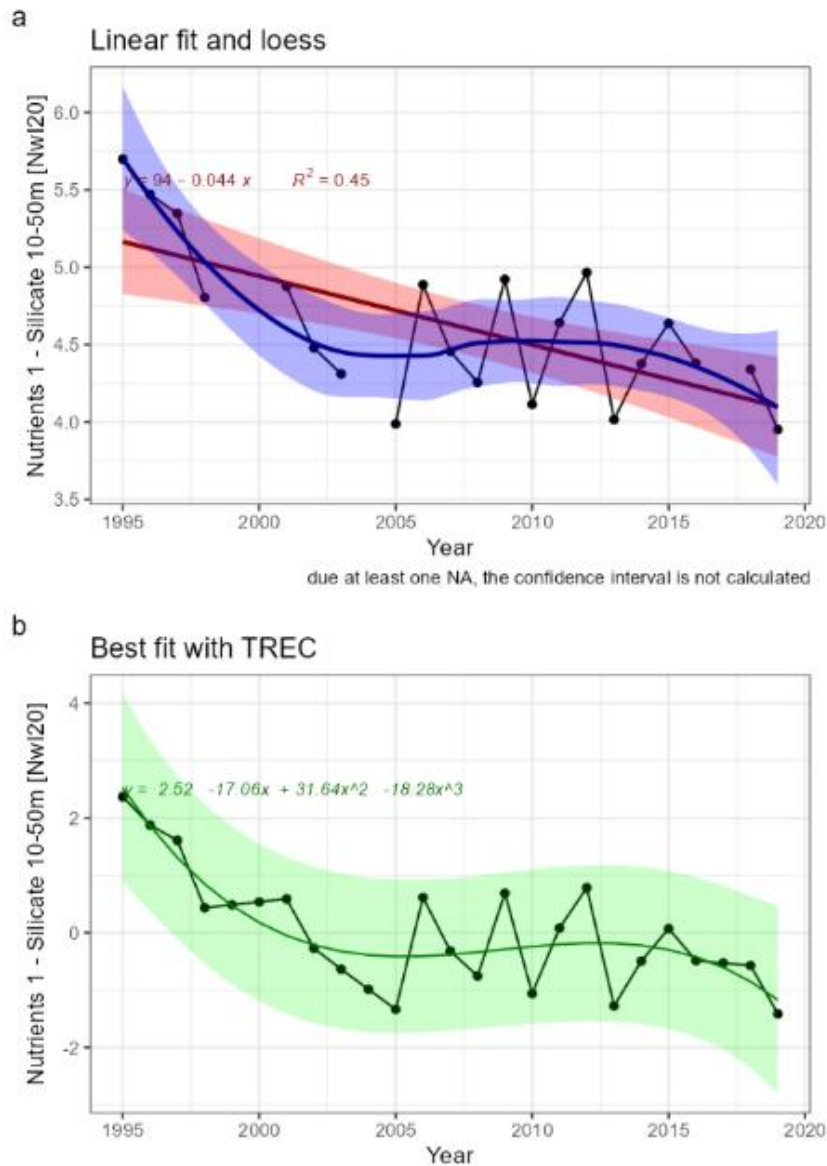 a
Linear fit and loess
Nutrients 1 - Silicate 10-50m [NwI20]
6.0
5.5
5.0
4.5
4.0
3.5
y = 94 − 0.044 x R² = 0.45
1995 2000 2005 2010 2015 2020
Year
due at least one NA, the confidence interval is not calculated
b
Best fit with TREC
Nutrients 1 - Silicate 10-50m [NwI20]
4
2
0
-2
y = 2.52 -17.06x + 31.64x^2 -18.28x^3
1995 2000 2005 2010 2015 2020
Year